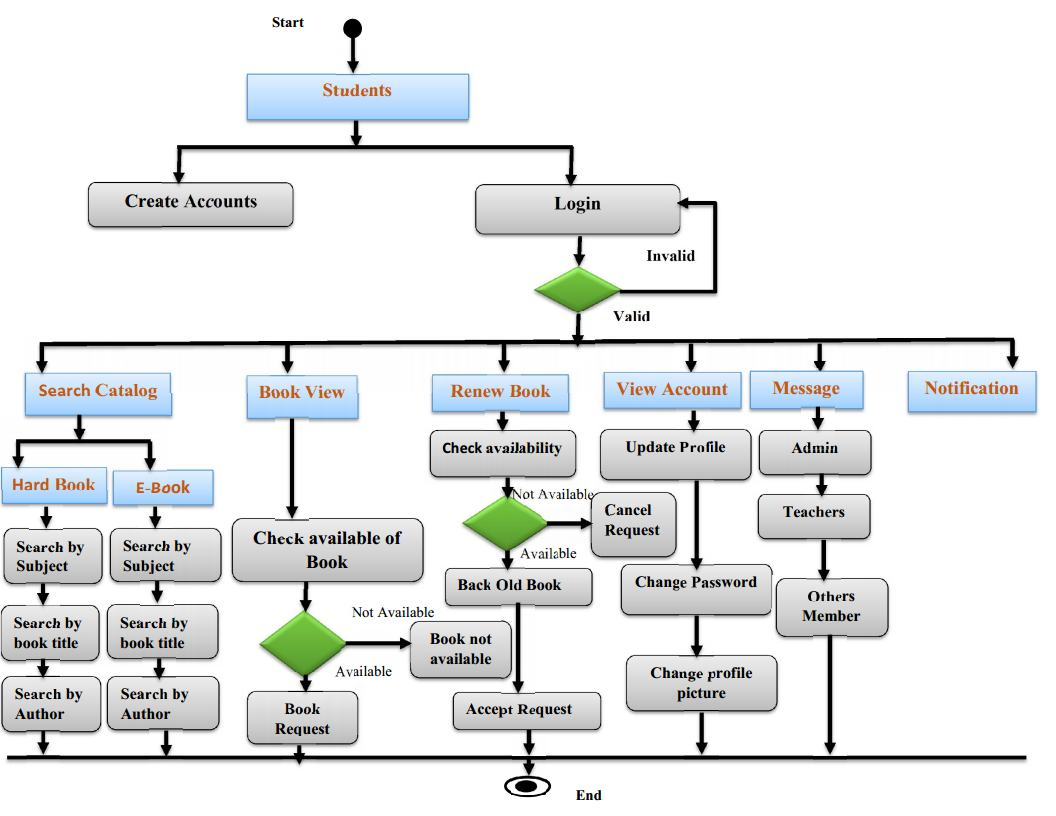 Start
Students
Create Accounts
Login
Invalid
Valid
Search Catalog
Book View
Renew Book
View Account
Message
Notification
Hard Book
E-Book
Search by
Subject
Search by
book title
Search by
Author
Search by
Subject
Search by
book title
Search by
Author
Check available of
Book
Not Available
Book not
available
Available
Book
Request
Check availability
Not Available
Cancel
Request
Available
Back Old Book
Accept Request
Update Profile
Change Password
Change profile
picture
Admin
Teachers
Others
Member
End